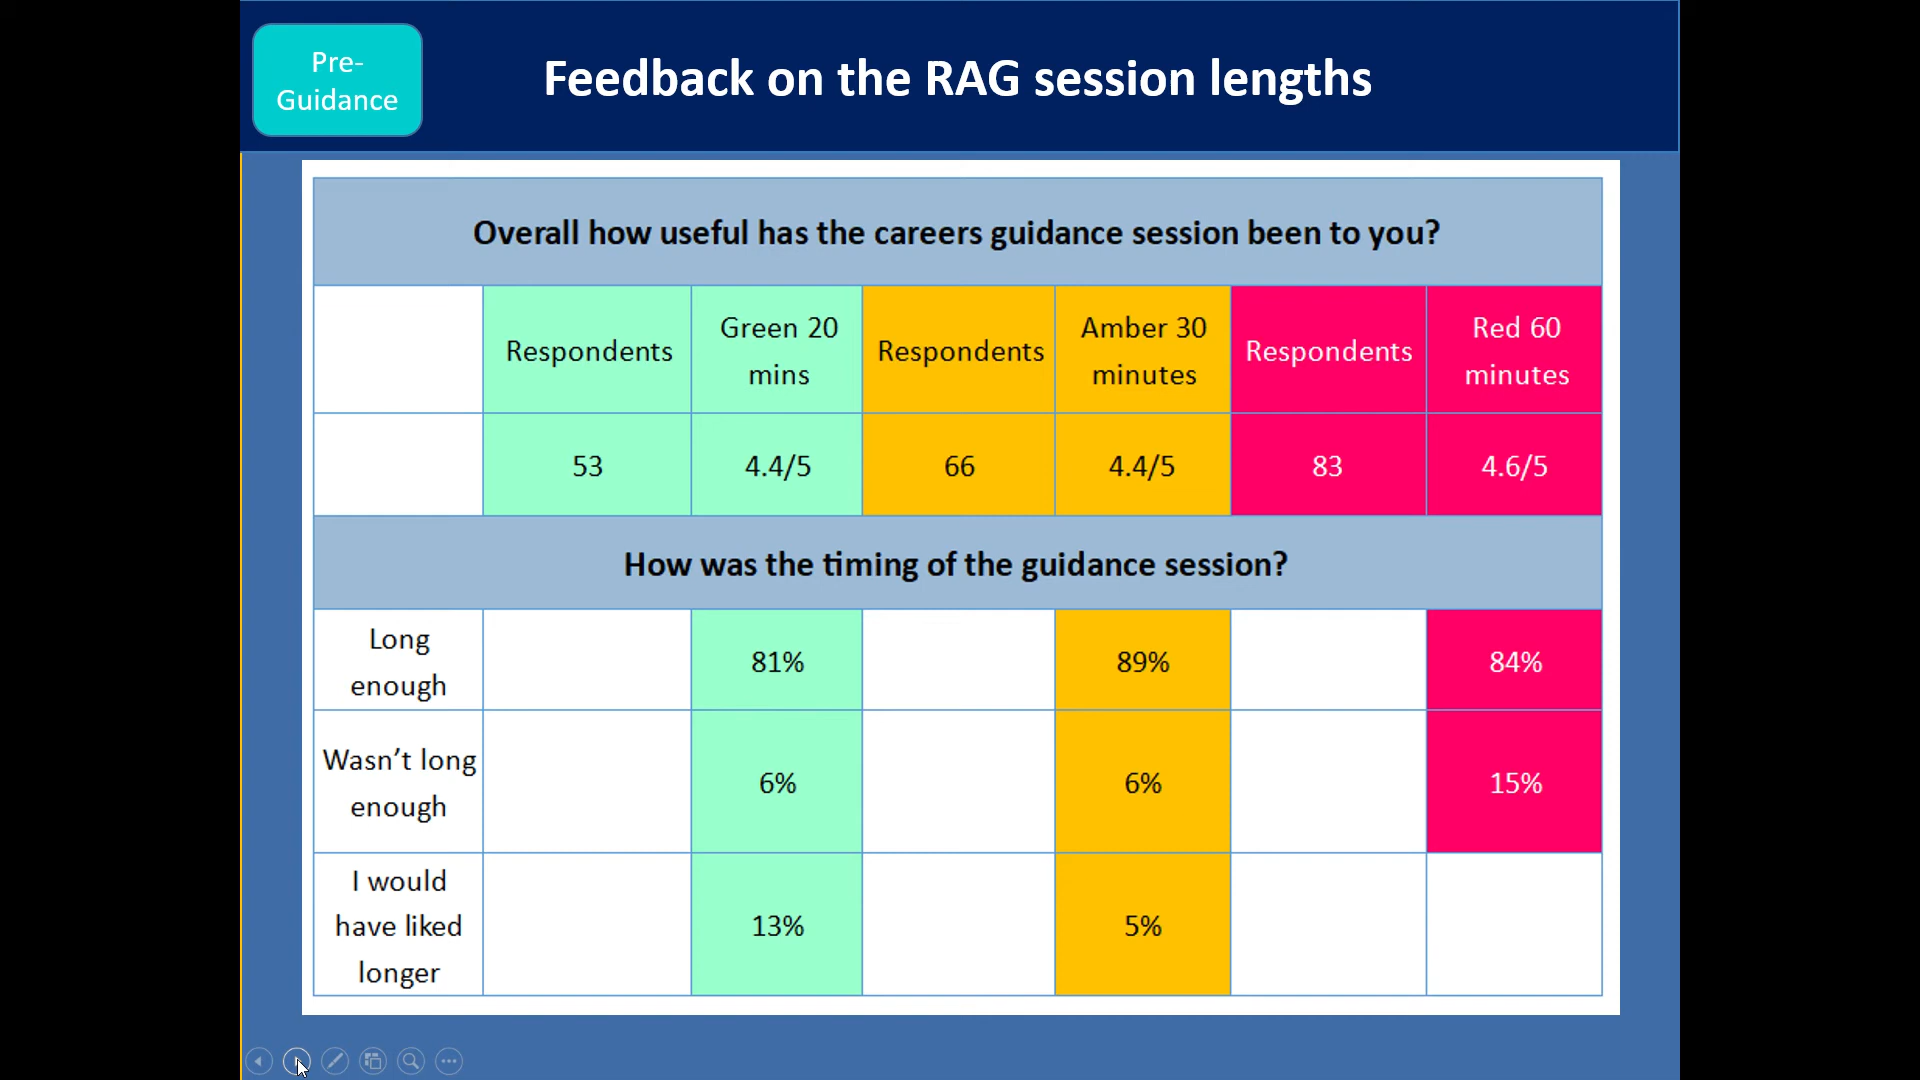 Pre-
Guidance
Feedback on the RAG session lengths
Overall how useful has the careers guidance session been to you?
Respondents
Green 20
mins
Respondents
Amber 30
minutes
Respondents
Red 60
minutes
53
4.4/5
66
4.4/5
83
4.6/5
How was the timing of the guidance session?
Long
enough
81%
89%
84%
Wasn’t long
enough
6%
6%
15%
I would
have liked
longer
13%
5%